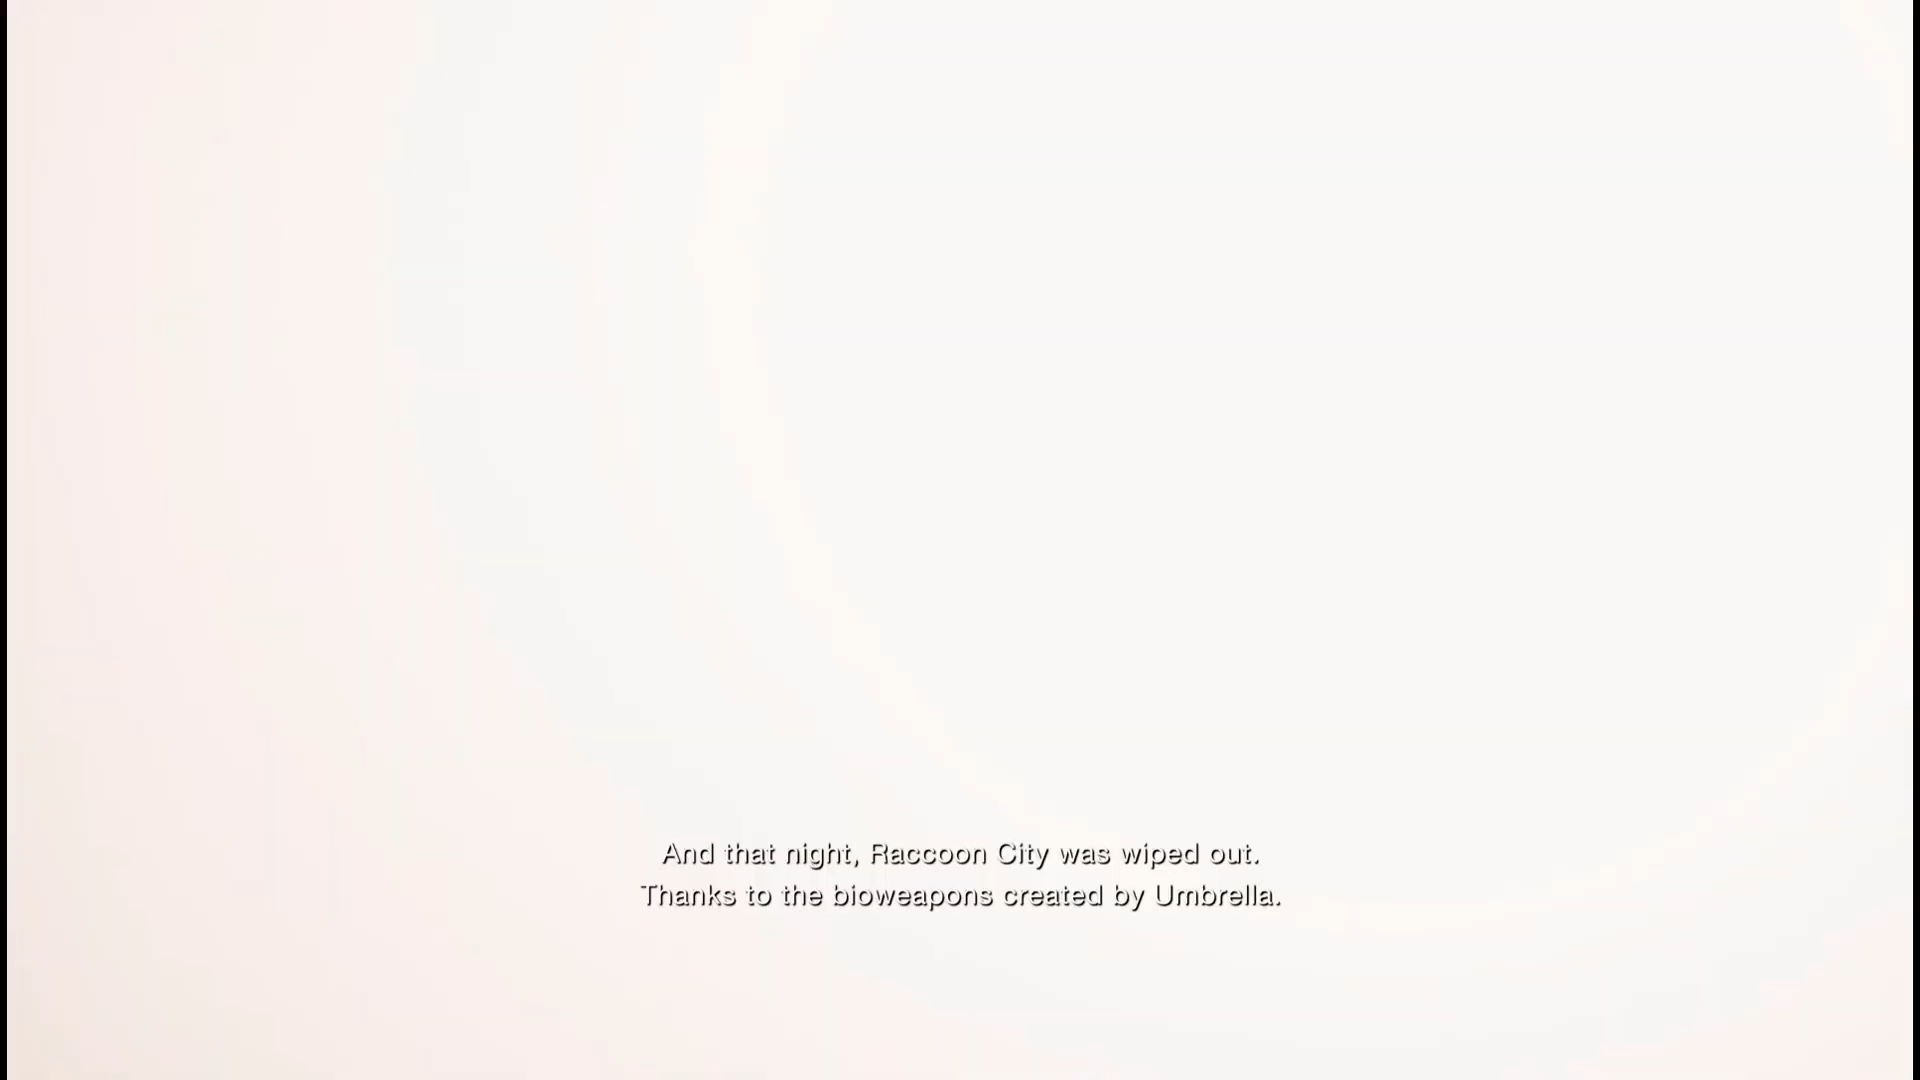 And that night, Raccoon City was wiped out.
Thanks to the bioweapons created by Umbrella.